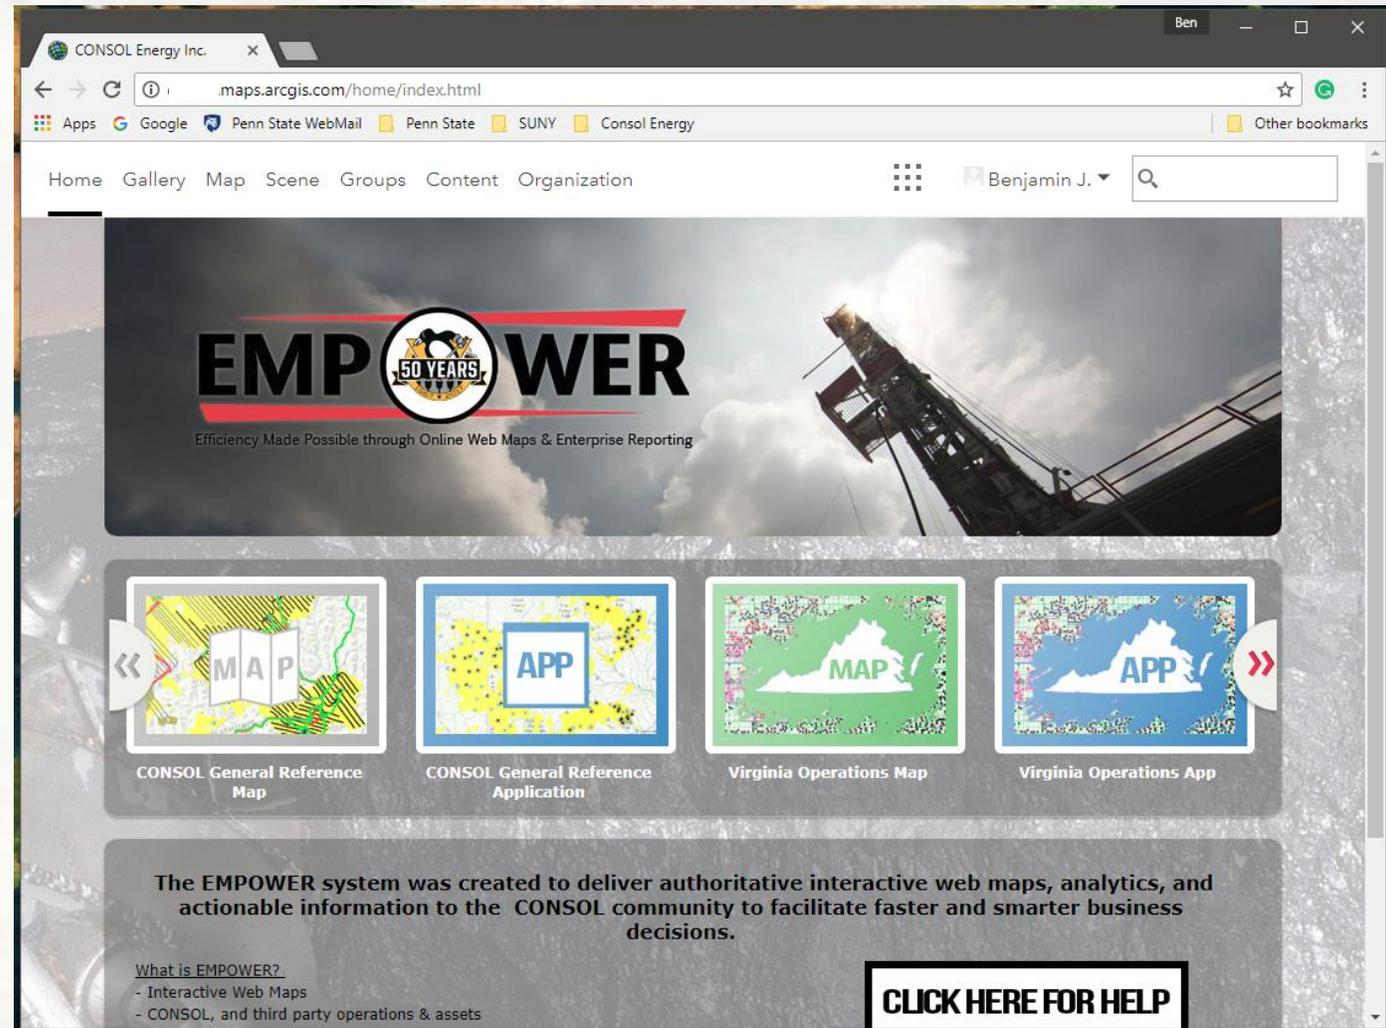 Ben
CONSOL Energy Inc.
.maps.arcgis.com/home/index.html
Apps Google Penn State WebMail Penn State SUNY Consol Energy Other bookmarks
Home Gallery Map Scene Groups Content Organization Benjamin J.
EMPOWER
50 YEARS
Efficiency Made Possible through Online Web Maps & Enterprise Reporting
MAP
APP
MAP
APP
CONSOL General Reference
Map
CONSOL General Reference
Application
Virginia Operations Map
Virginia Operations App
The EMPOWER system was created to deliver authoritative interactive web maps, analytics, and
actionable information to the CONSOL community to facilitate faster and smarter business
decisions.
What is EMPOWER?
- Interactive Web Maps
- CONSOL, and third party operations & assets
CLICK HERE FOR HELP